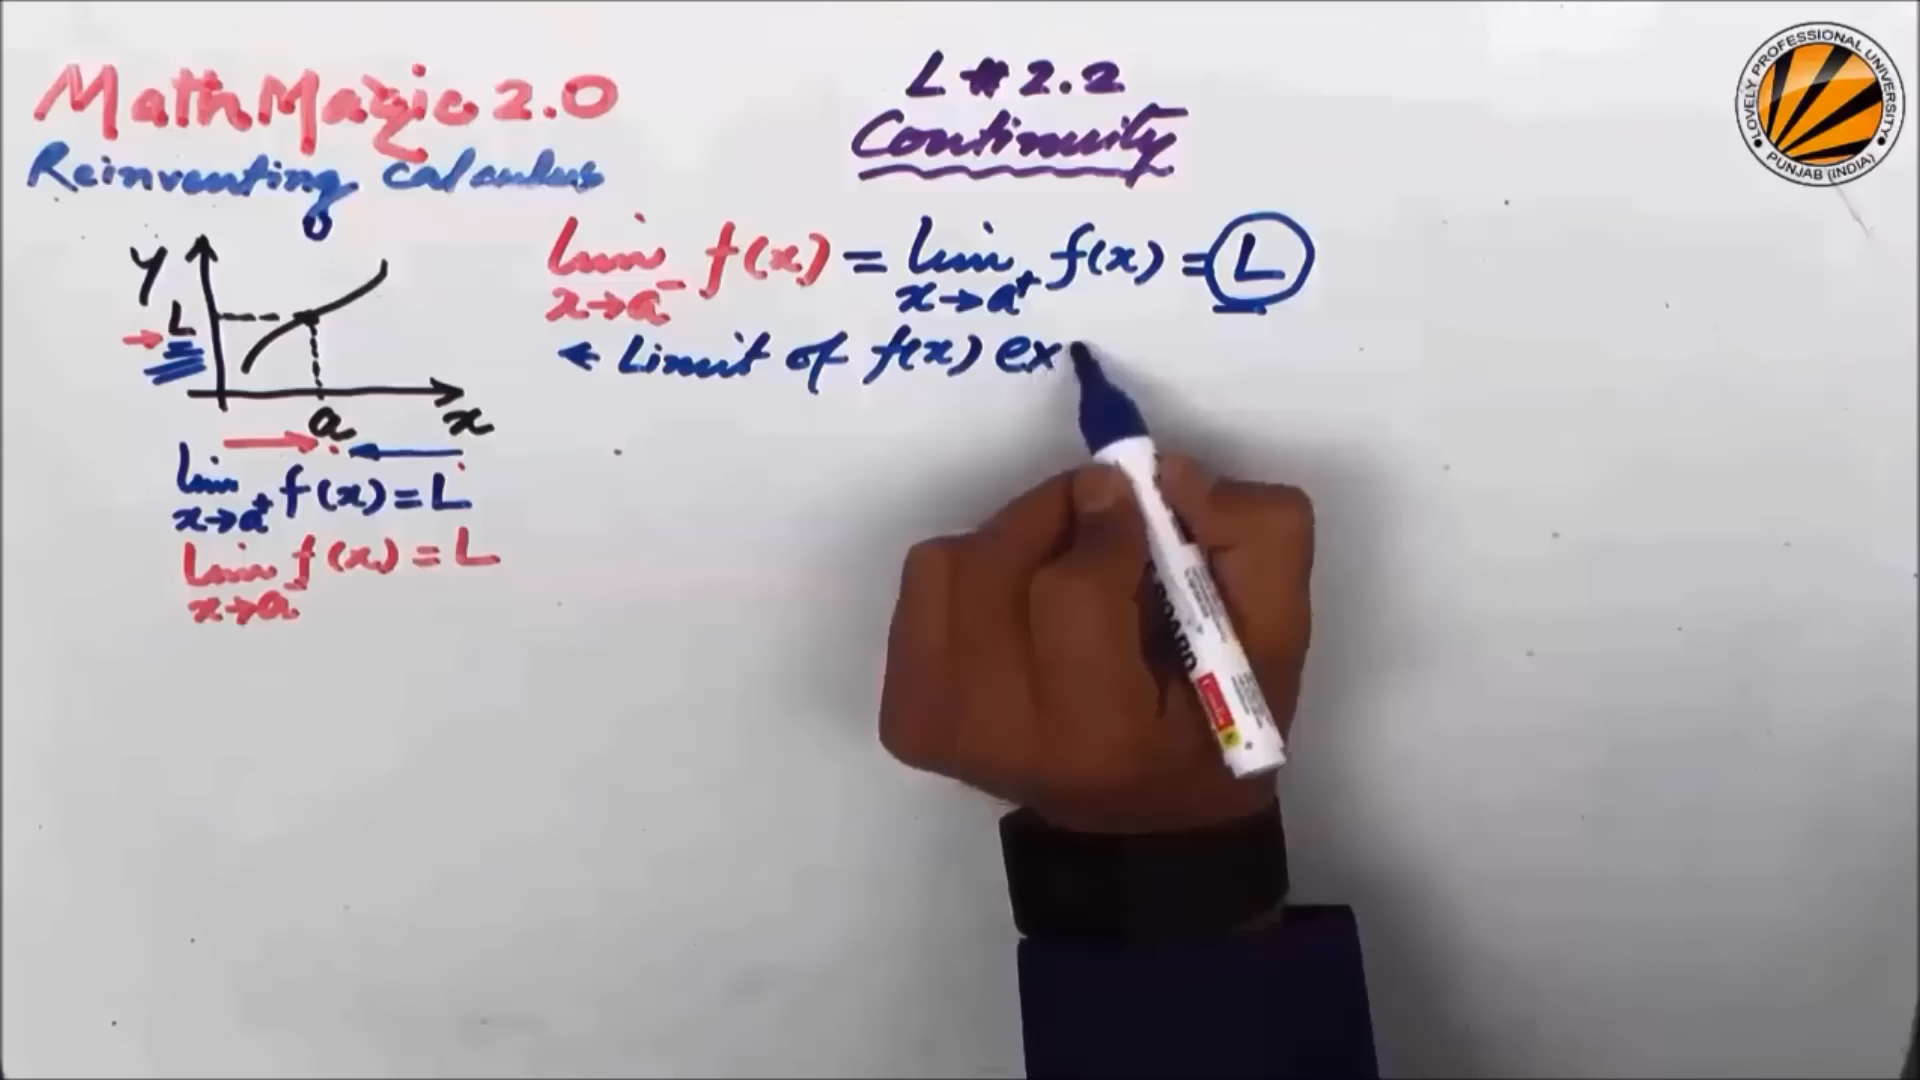 MathMagic 2.0
Reinventing calculus
L # 2.2
Continuity
LOVELY PROFESSIONAL UNIVERSITY
PUNJAB (INDIA)
y
L
a
x
lim x→a⁺ f(x) = L
lim x→a⁻ f(x) = L
lim x→a⁻ f(x) = lim x→a⁺ f(x) = L
← Limit of f(x) ex
BOARD